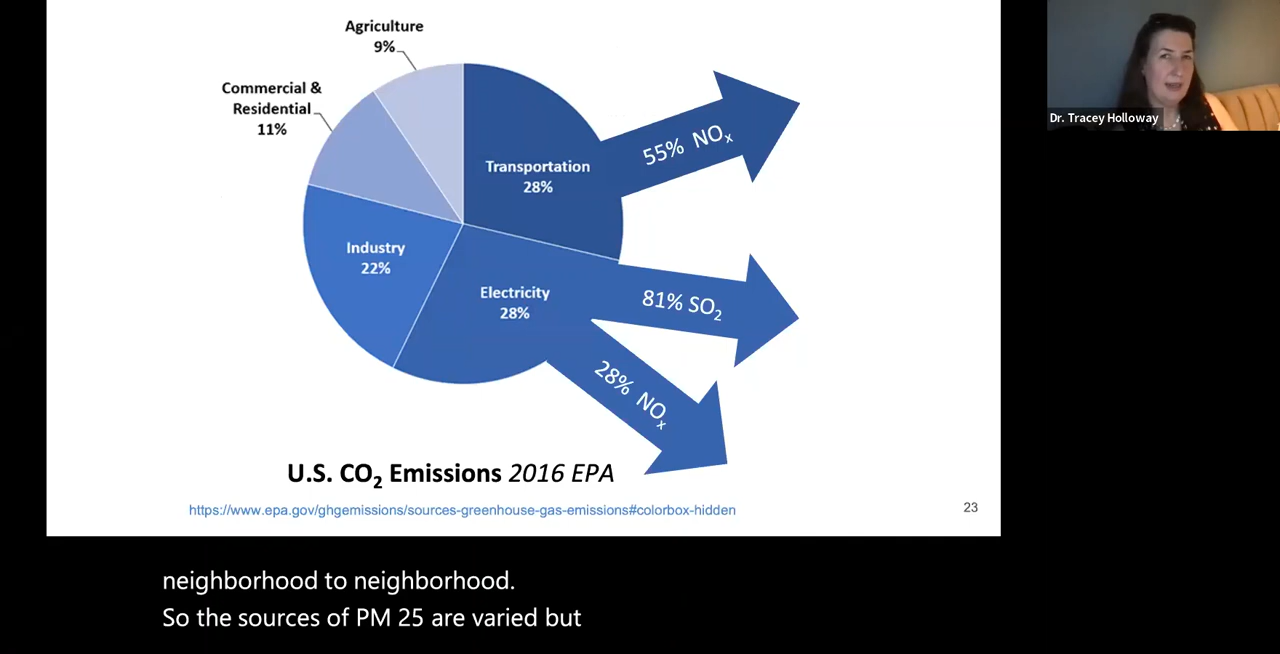 Agriculture
9%
Commercial &
Residential
11%
Transportation
28%
Industry
22%
Electricity
28%
55% NOx
81% SO2
28% NOx
U.S. CO2 Emissions 2016 EPA
https://www.epa.gov/ghgemissions/sources-greenhouse-gas-emissions#colorbox-hidden
23
Dr. Tracey Holloway
neighborhood to neighborhood.
So the sources of PM 25 are varied but